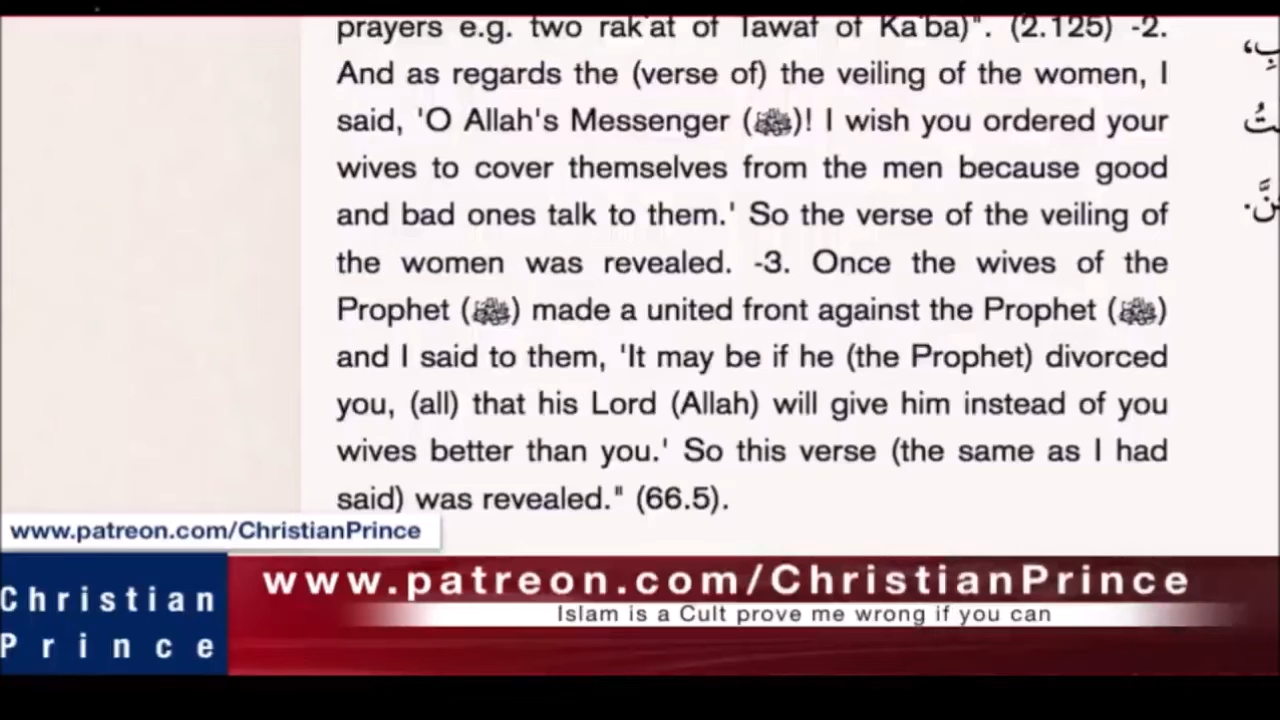 prayers e.g. two rak'at of Tawaf of Ka'ba)". (2.125) -2.
And as regards the (verse of) the veiling of the women, I
said, 'O Allah's Messenger (ﷺ)! I wish you ordered your
wives to cover themselves from the men because good
and bad ones talk to them.' So the verse of the veiling of
the women was revealed. -3. Once the wives of the
Prophet (ﷺ) made a united front against the Prophet (ﷺ)
and I said to them, 'It may be if he (the Prophet) divorced
you, (all) that his Lord (Allah) will give him instead of you
wives better than you.' So this verse (the same as I had
said) was revealed." (66.5).
www.patreon.com/ChristianPrince
Christian
Prince
www.patreon.com/ChristianPrince
Islam is a Cult prove me wrong if you can